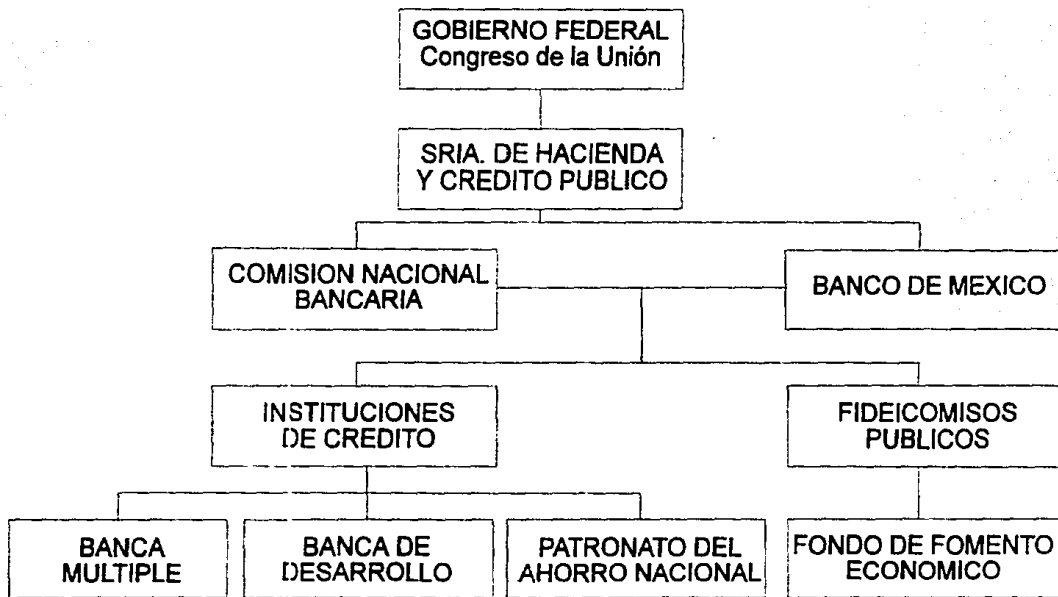 GOBIERNO FEDERAL
Congreso de la Unión
SRIA. DE HACIENDA
Y CREDITO PUBLICO
COMISION NACIONAL
BANCARIA
BANCO DE MEXICO
INSTITUCIONES
DE CREDITO
FIDEICOMISOS
PUBLICOS
BANCA
MULTIPLE
BANCA DE
DESARROLLO
PATRONATO DEL
AHORRO NACIONAL
FONDO DE FOMENTO
ECONOMICO